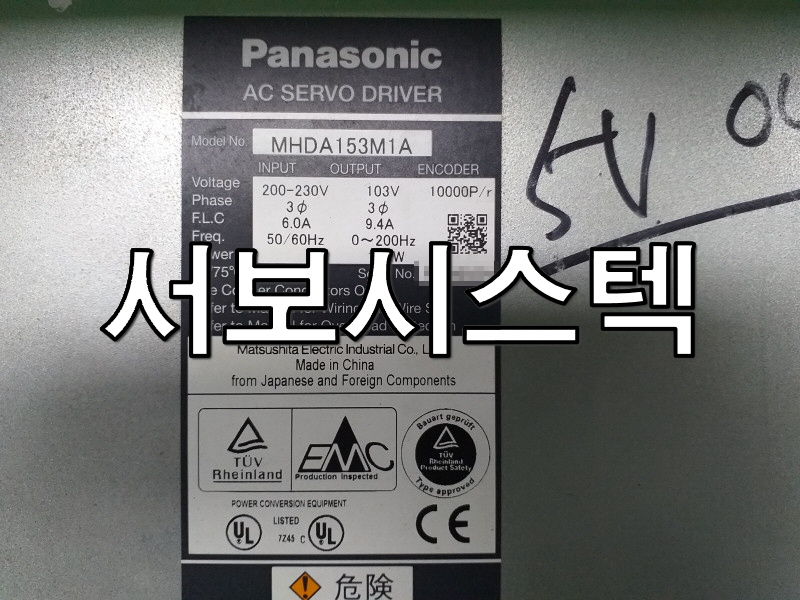 Panasonic
AC SERVO DRIVER
Model No. MHDA153M1A
INPUT OUTPUT ENCODER
Voltage 200-230V 103V 10000P/r
Phase 3φ 3φ
F.L.C 6.0A 9.4A
Freq. 50/60Hz 0~200Hz
5V
서보시스텍
Matsushita Electric Industrial Co.,
Made in China
from Japanese and Foreign Components
TÜV
Rheinland
EMC
Production Inspected
Bauart geprüft
TÜV
Rheinland
Product Safety
Type approved
POWER CONVERSION EQUIPMENT
UL LISTED UL
7Z45 C
CE
危険